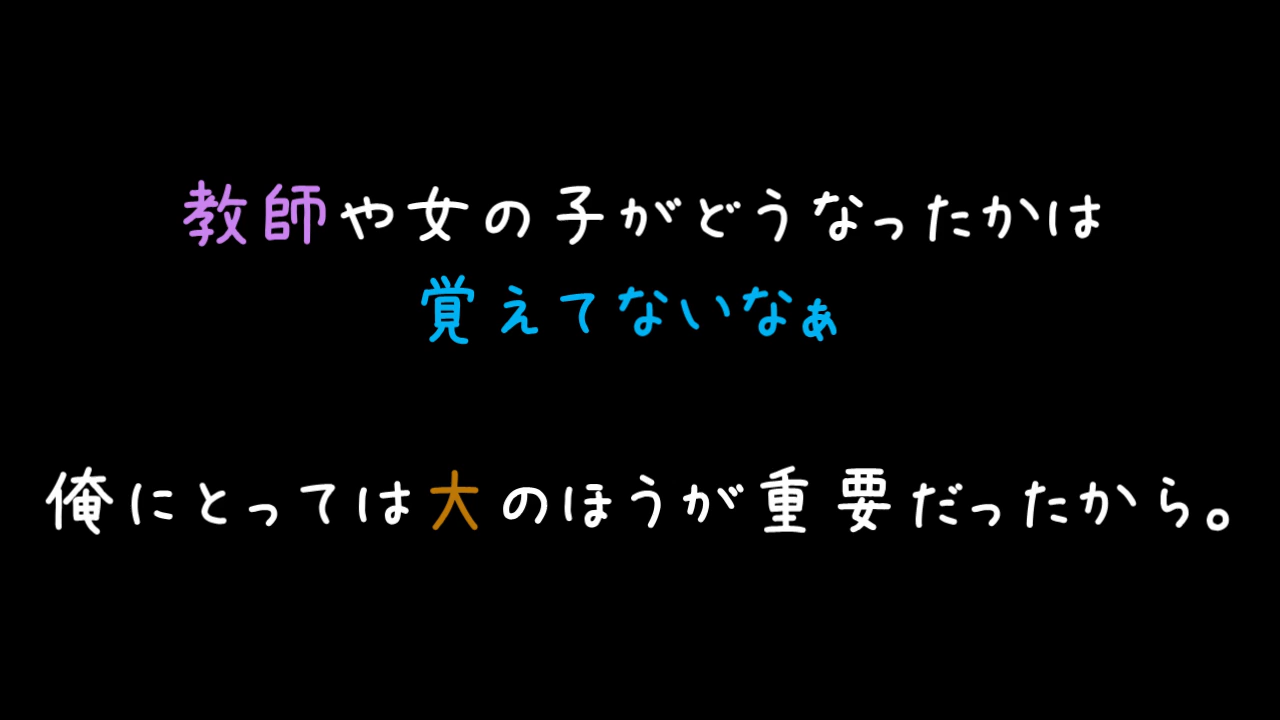 教師や女の子がどうなったかは
覚えてないなぁ
俺にとっては大のほうが重要だったから。